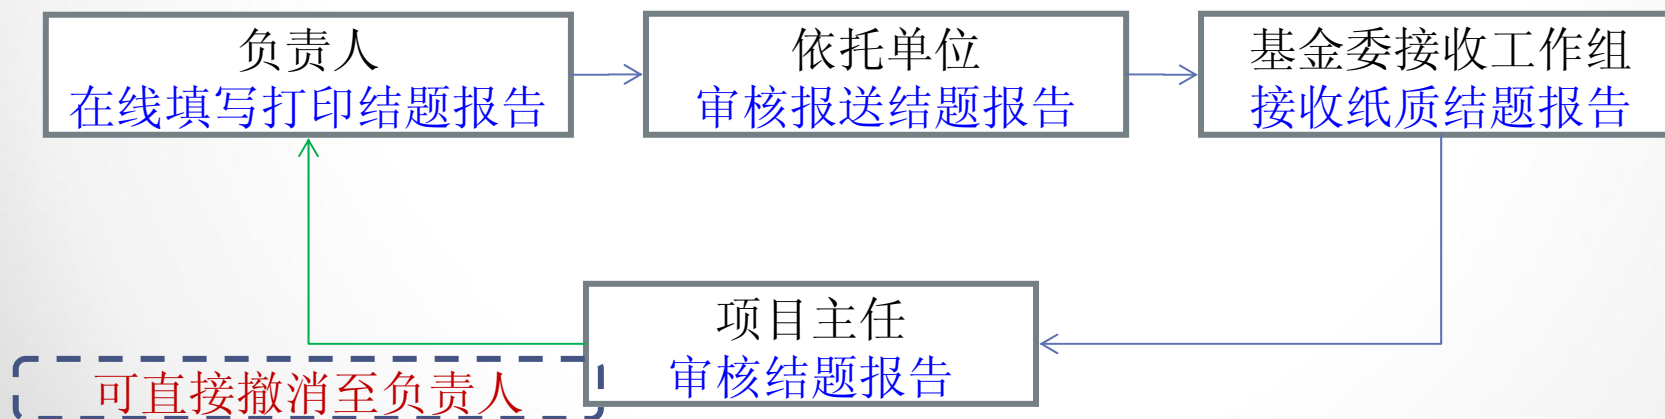 负责人
在线填写打印结题报告
依托单位
审核报送结题报告
基金委接收工作组
接收纸质结题报告
项目主任
审核结题报告
可直接撤消至负责人